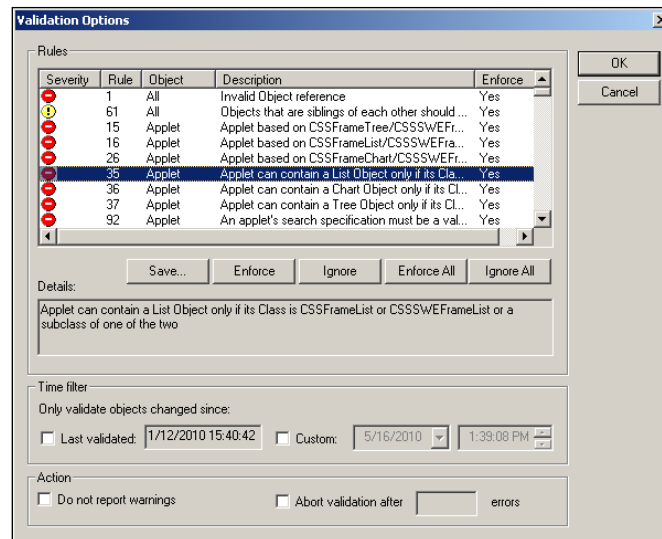 Validation Options
Rules
Severity Rule Object Description Enforce
1 All Invalid Object reference Yes
61 All Objects that are siblings of each other should ... Yes
15 Applet Applet based on CSSFrameTree/CSSSWEFr... Yes
16 Applet Applet based on CSSFrameList/CSSSWEFra... Yes
26 Applet Applet based on CSSFrameChart/CSSSWEFr... Yes
35 Applet Applet can contain a List Object only if its Cla... Yes
36 Applet Applet can contain a Chart Object only if its Cl... Yes
37 Applet Applet can contain a Tree Object only if its Cl... Yes
92 Applet An applet's search specification must be a val... Yes
OK
Cancel
Save... Enforce Ignore Enforce All Ignore All
Details:
Applet can contain a List Object only if its Class is CSSFrameList or CSSSWEFrameList or a
subclass of one of the two
Time filter
Only validate objects changed since:
Last validated: 1/12/2010 15:40:42 Custom: 5/16/2010 1:39:08 PM
Action
Do not report warnings Abort validation after errors